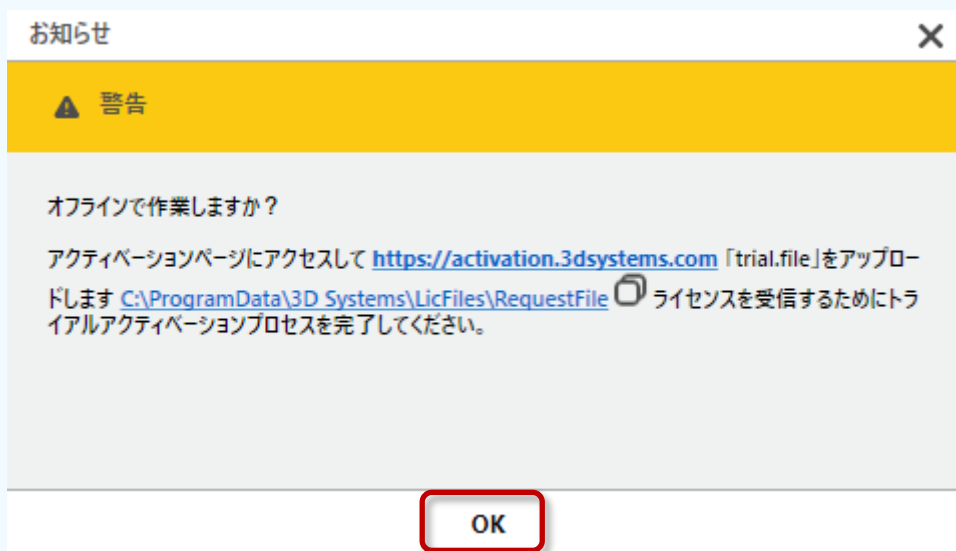 お知らせ
警告
オフラインで作業しますか？
アクティベーションページにアクセスして https://activation.3dsystems.com 「trial.file」をアップロー
ドします C:\ProgramData\3D Systems\LicFiles\RequestFile ライセンスを受信するためにトラ
イアルアクティベーションプロセスを完了してください。
OK